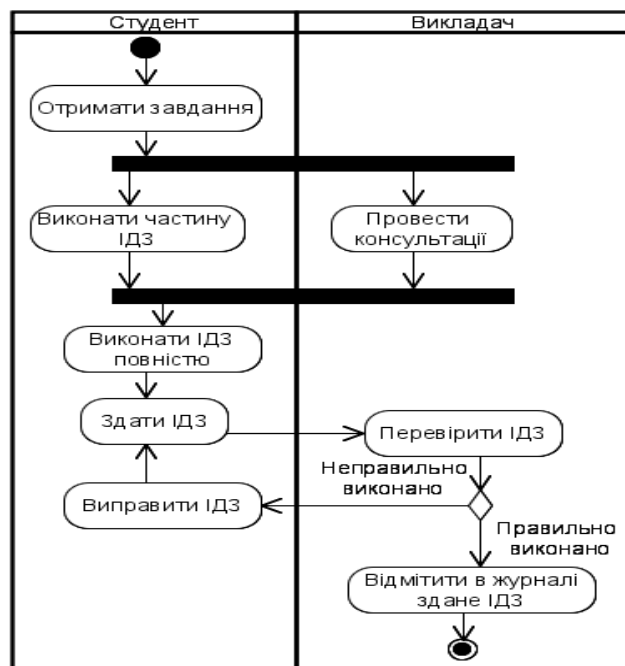 Студент
Викладач
Отримати завдання
Виконати частину
ІДЗ
Провести
консультації
Виконати ІДЗ
повністю
Здати ІДЗ
Перевірити ІДЗ
Неправильно
виконано
Виправити ІДЗ
Правильно
виконано
Відмітити в журналі
здане ІДЗ